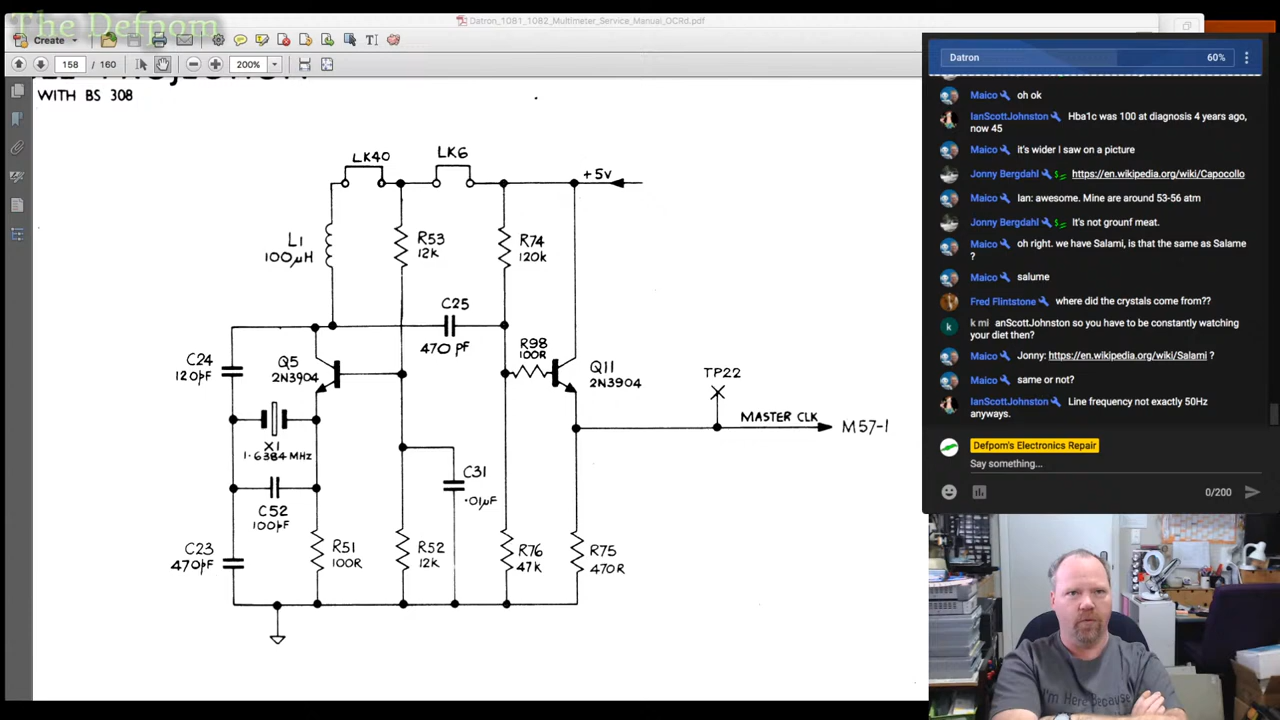 The Defpom
Datron_1081_1082_Multimeter_Service_Manual_OCRd.pdf
Create
158 / 160
200%
WITH BS 308
LK40
LK6
+5v
L1
100µH
R53
12k
R74
120k
C25
470 pF
R98
100R
C24
120pF
Q5
2N3904
Q11
2N3904
TP22
MASTER CLK
M57-1
X1
1.6384 MHz
C31
.01µF
C52
100pF
C23
470pF
R51
100R
R52
12k
R76
47k
R75
470R
Datron
60%
Maico oh ok
IanScottJohnston Hba1c was 100 at diagnosis 4 years ago,
now 45
Maico it's wider I saw on a picture
Jonny Bergdahl https://en.wikipedia.org/wiki/Capocollo
Maico Ian: awesome. Mine are around 53-56 atm
Jonny Bergdahl It's not grounf meat.
Maico oh right. we have Salami, is that the same as Salame
?
Maico salume
Fred Flintstone where did the crystals come from??
k mi anScottJohnston so you have to be constantly watching
your diet then?
Maico Jonny: https://en.wikipedia.org/wiki/Salami ?
Maico same or not?
IanScottJohnston Line frequency not exactly 50Hz
anyways.
Defpom's Electronics Repair
Say something...
0/200
I'm Here Because